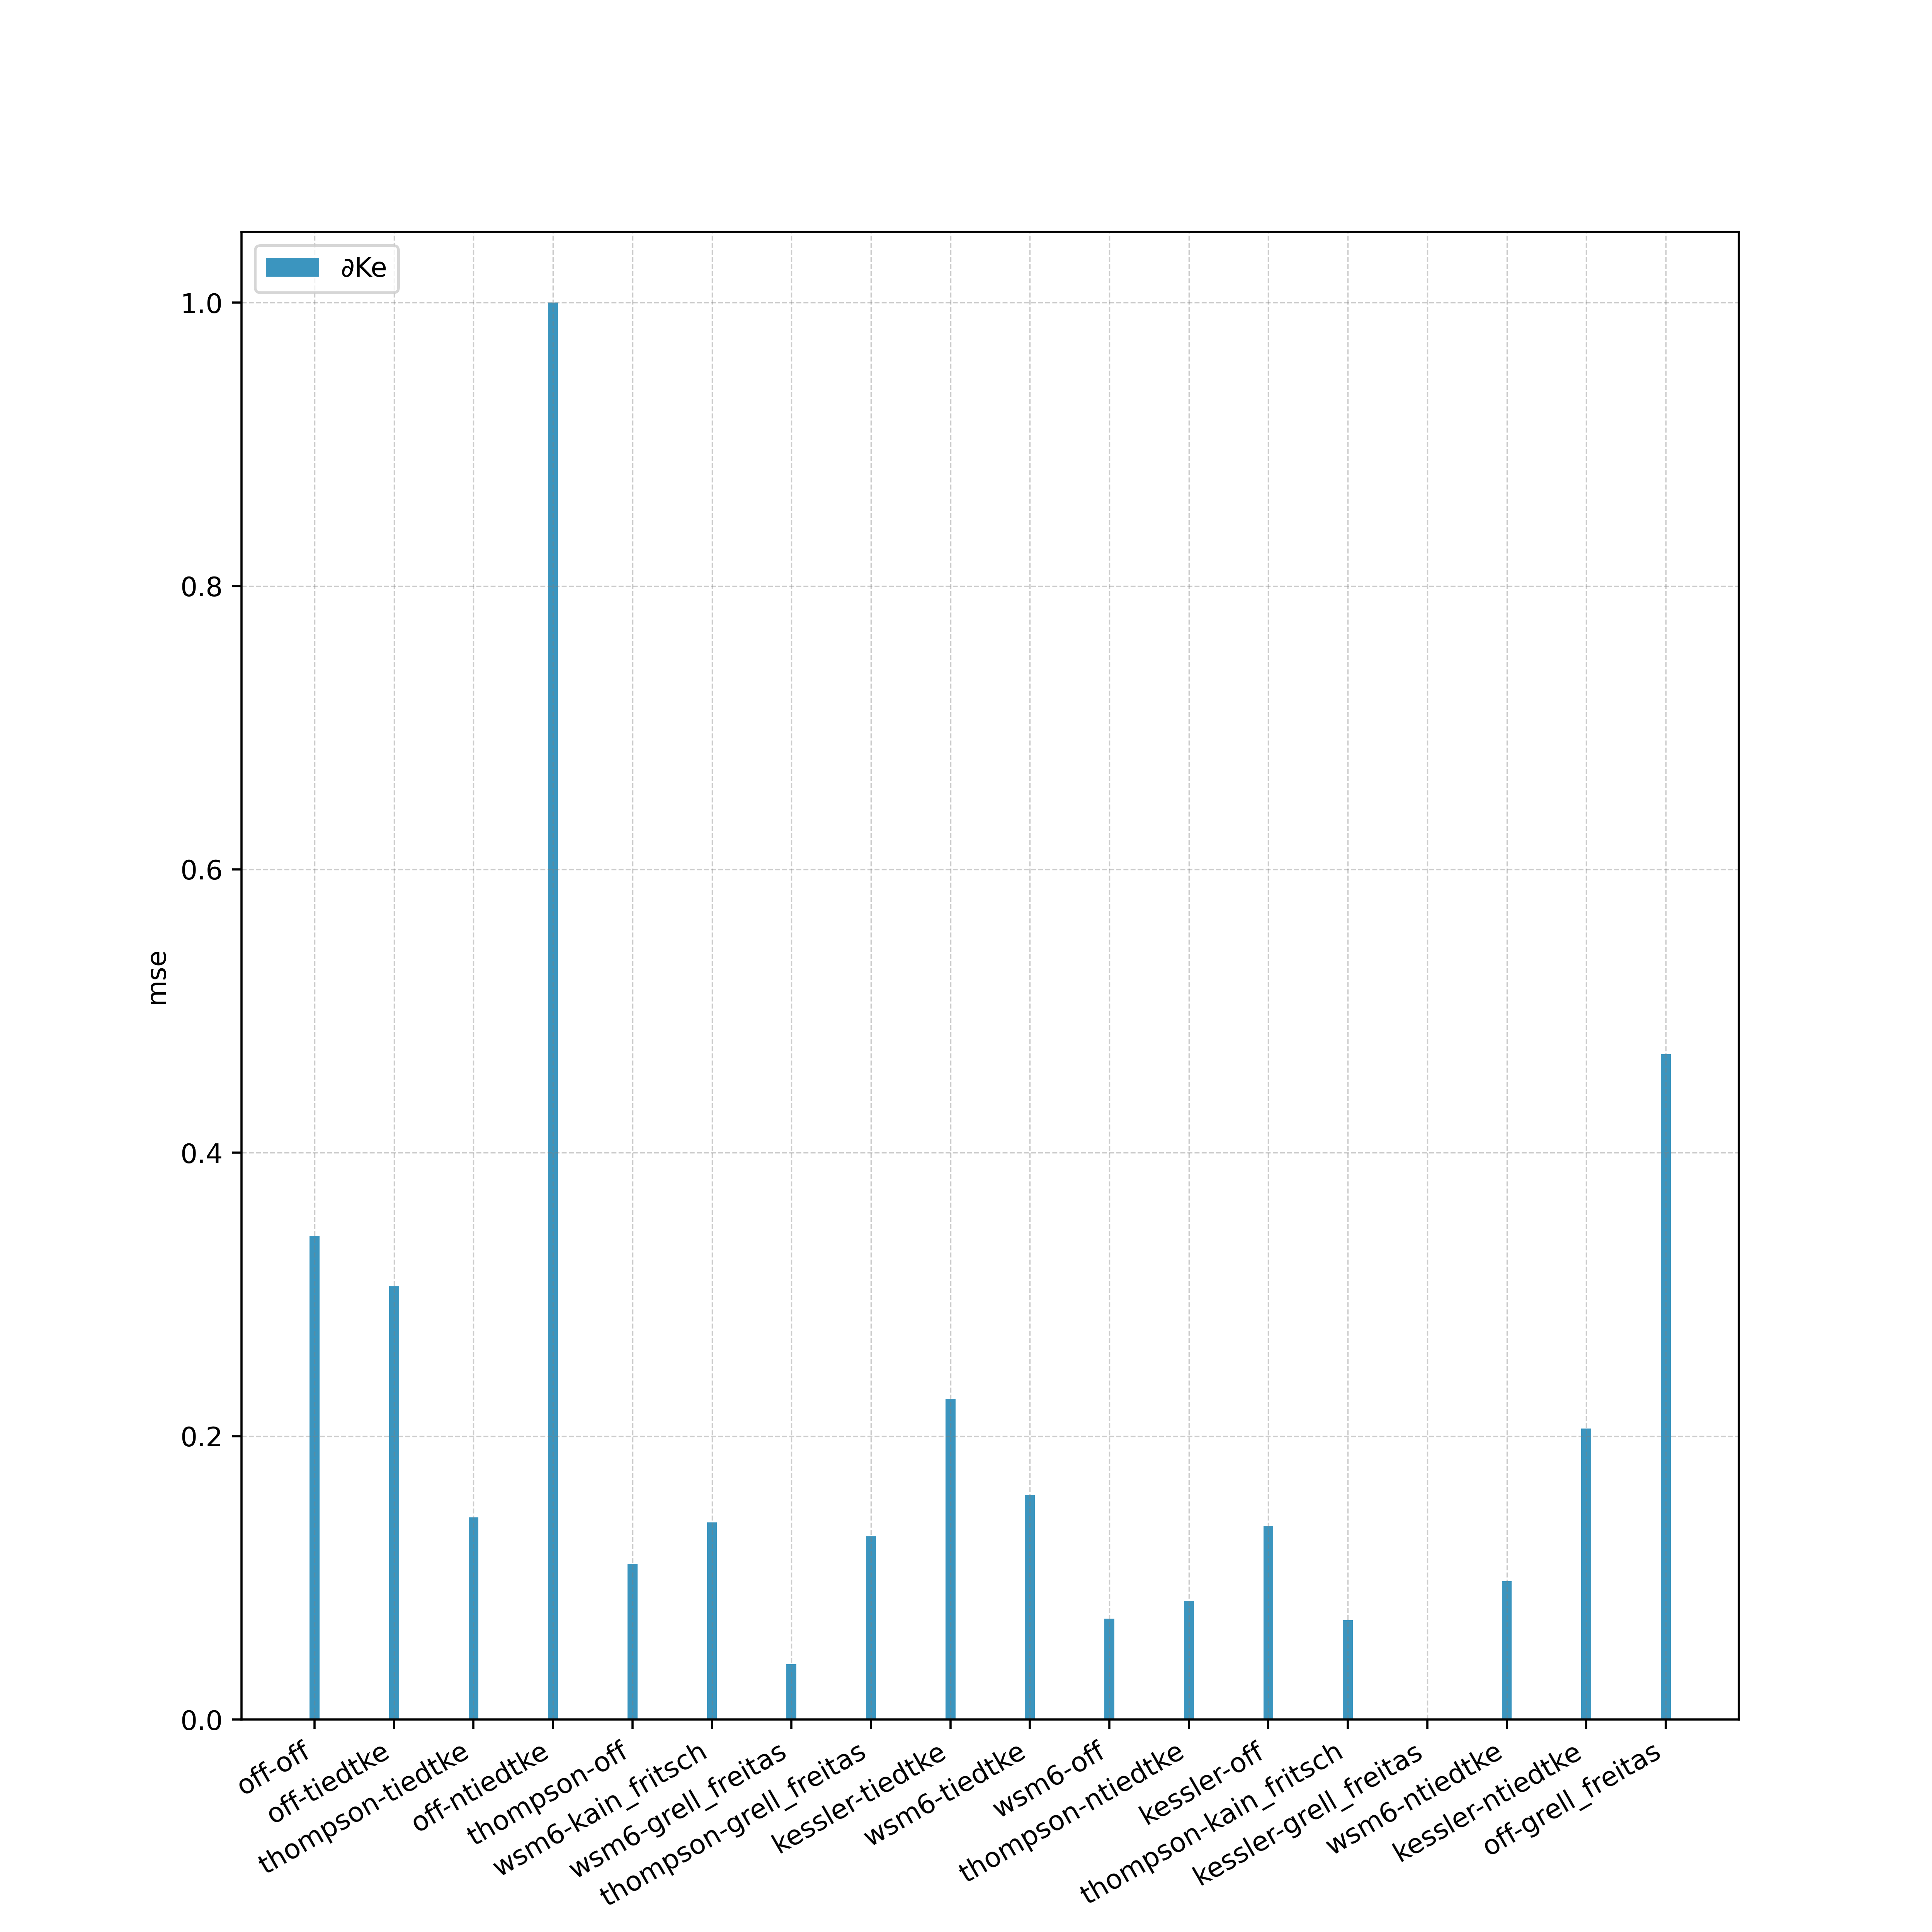 ∂Ke
1.0
0.8
0.6
0.4
0.2
0.0
mse
off-off
off-tiedtke
thompson-tiedtke
off-ntiedtke
thompson-off
wsm6-kain_fritsch
wsm6-grell_freitas
thompson-grell_freitas
kessler-tiedtke
wsm6-tiedtke
wsm6-off
thompson-ntiedtke
kessler-off
thompson-kain_fritsch
kessler-grell_freitas
wsm6-ntiedtke
kessler-ntiedtke
off-grell_freitas